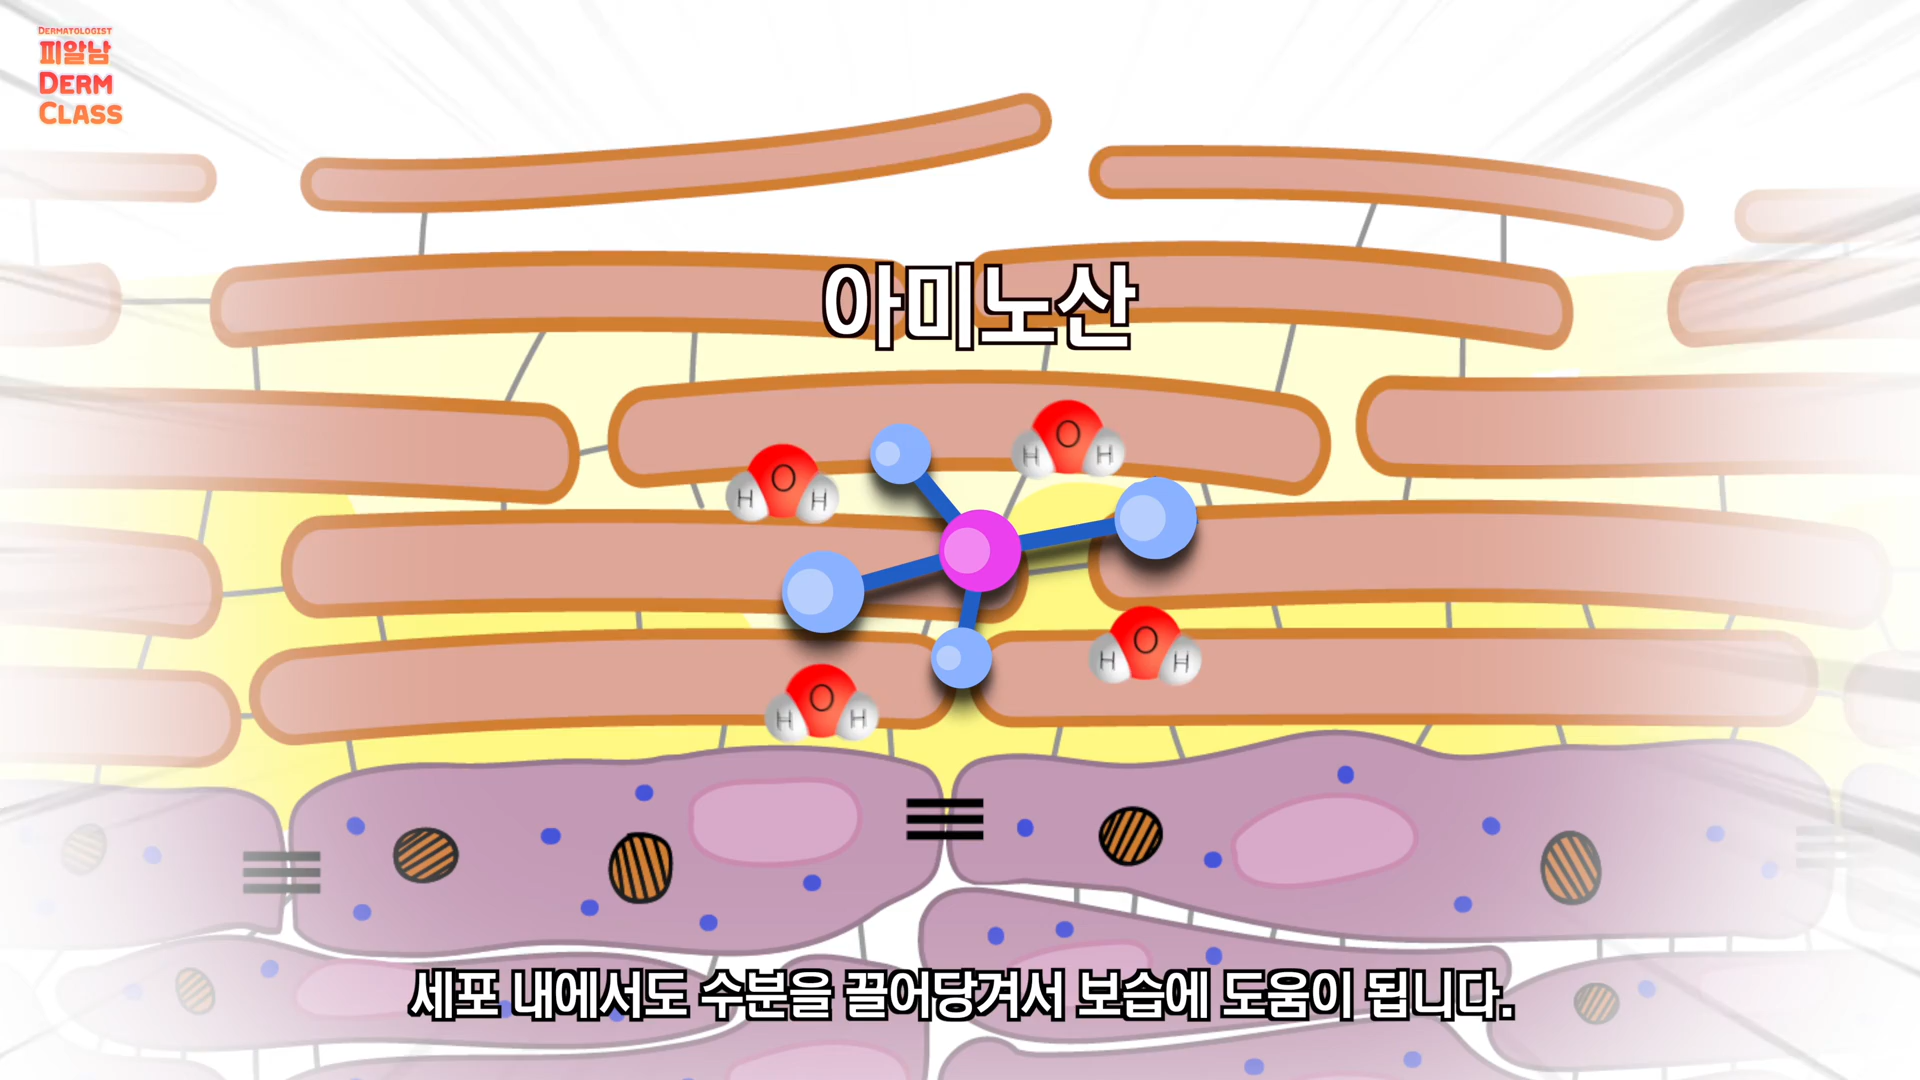 DERMATOLOGIST
피알남
DERM
CLASS
아미노산
O
H H
O
H H
O
H H
O
H H
세포 내에서도 수분을 끌어당겨서 보습에 도움이 됩니다.